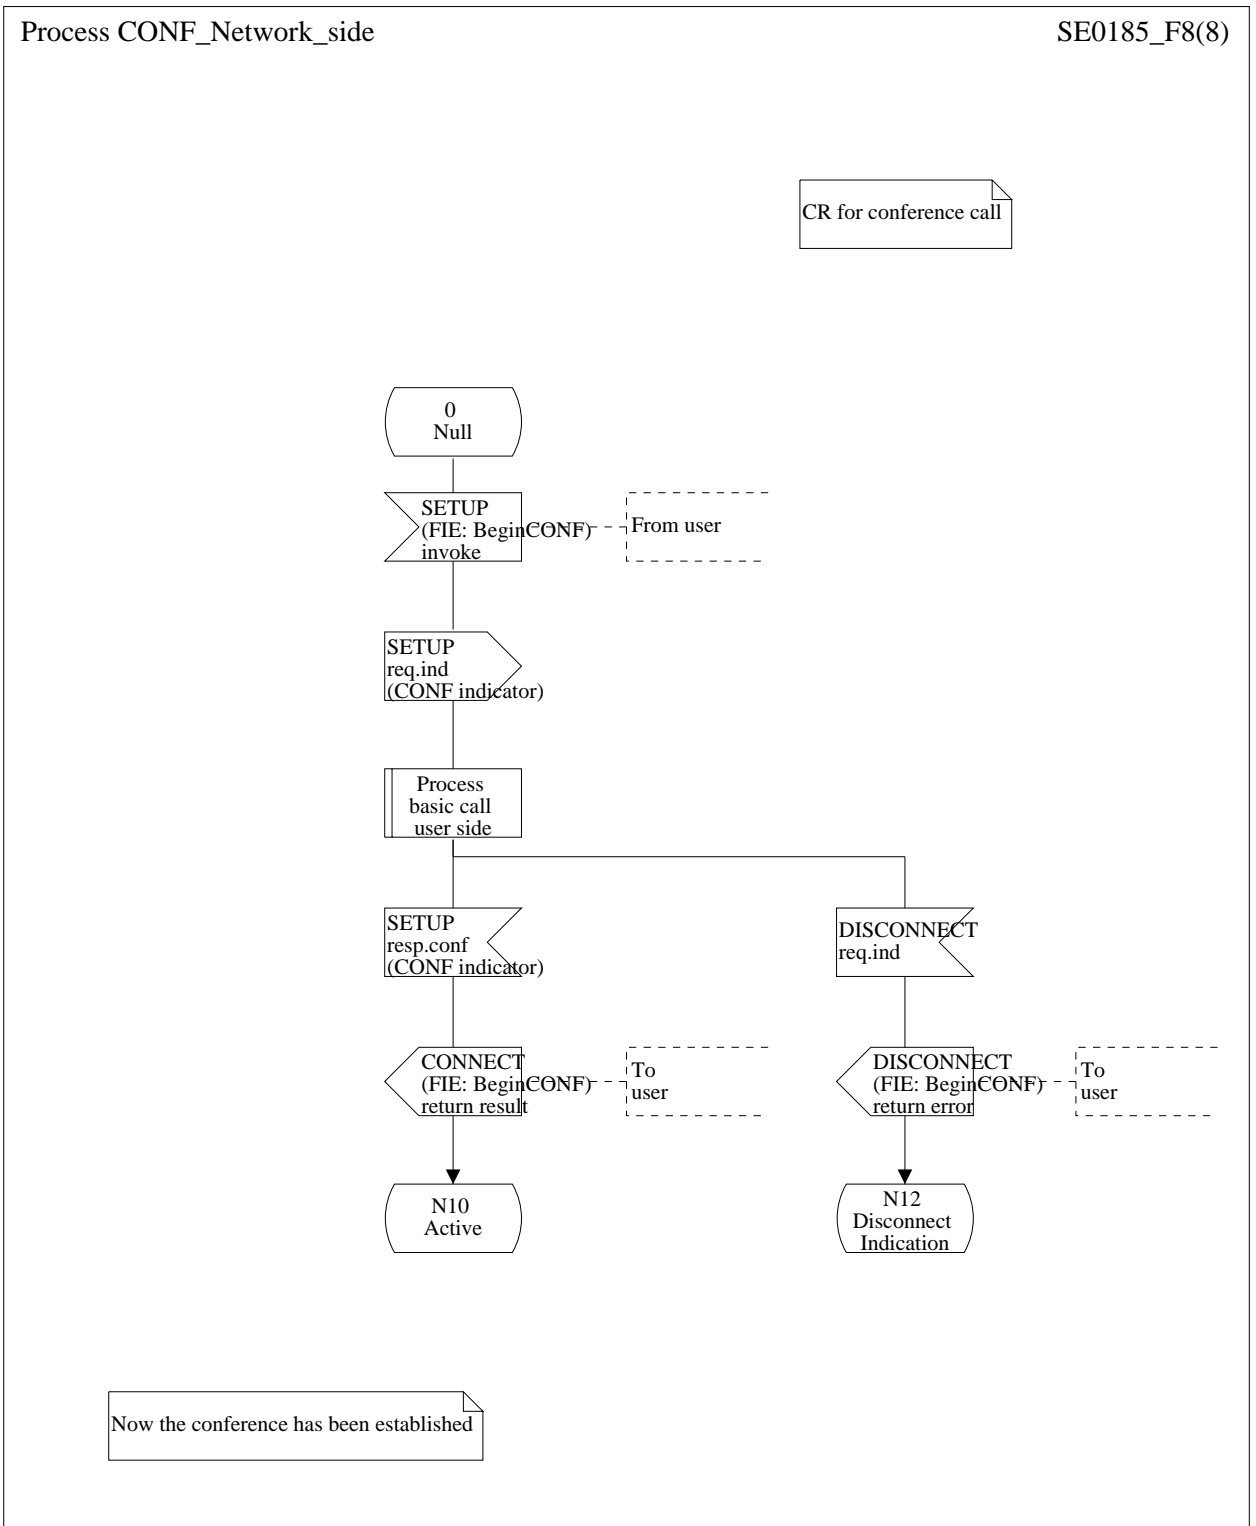 Process CONF_Network_side
SE0185_F8(8)
CR for conference call
0
Null
SETUP
(FIE: BeginCONF)
invoke
From user
SETUP
req.ind
(CONF indicator)
Process
basic call
user side
SETUP
resp.conf
(CONF indicator)
DISCONNECT
req.ind
CONNECT
(FIE: BeginCONF)
return result
To
user
DISCONNECT
(FIE: BeginCONF)
return error
To
user
N10
Active
N12
Disconnect
Indication
Now the conference has been established